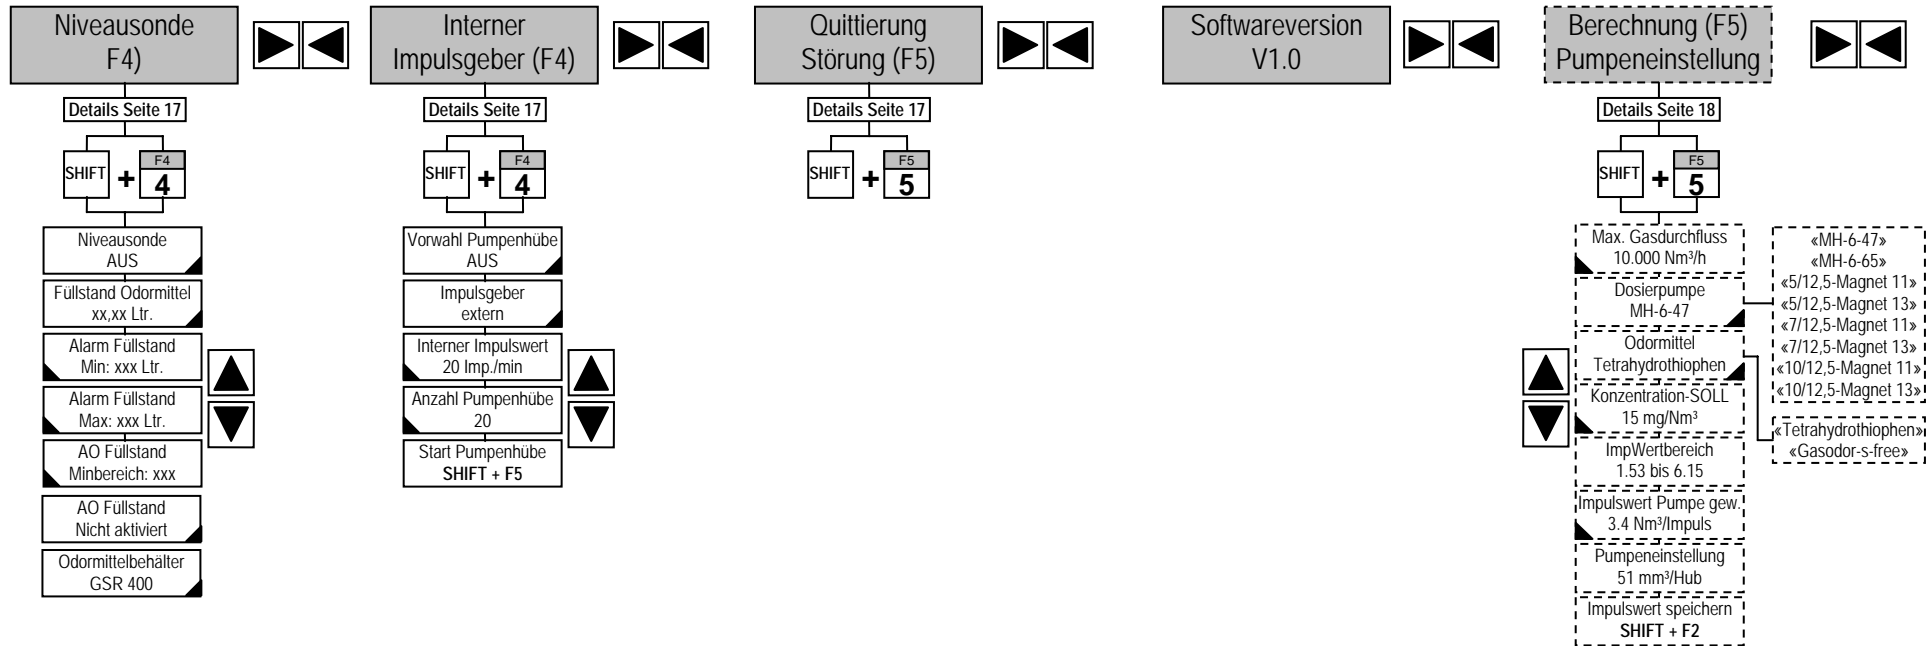 Niveausonde
F4)
Details Seite 17
SHIFT
+
F4
4
Niveausonde
AUS
Füllstand Odormittel
xx,xx Ltr.
Alarm Füllstand
Min: xxx Ltr.
Alarm Füllstand
Max: xxx Ltr.
AO Füllstand
Minbereich: xxx
AO Füllstand
Nicht aktiviert
Odormittelbehälter
GSR 400
Interner
Impulsgeber (F4)
Details Seite 17
SHIFT
+
F4
4
Vorwahl Pumpenhübe
AUS
Impulsgeber
extern
Interner Impulswert
20 Imp./min
Anzahl Pumpenhübe
20
Start Pumpenhübe
SHIFT + F5
Quittierung
Störung (F5)
Details Seite 17
SHIFT
+
F5
5
Softwareversion
V1.0
Berechnung (F5)
Pumpeneinstellung
Details Seite 18
SHIFT
+
F5
5
Max. Gasdurchfluss
10.000 Nm³/h
Dosierpumpe
MH-6-47
Odormittel
Tetrahydrothiophen
Konzentration-SOLL
15 mg/Nm³
ImpWertbereich
1.53 bis 6.15
Impulswert Pumpe gew.
3.4 Nm³/Impuls
Pumpeneinstellung
51 mm³/Hub
Impulswert speichern
SHIFT + F2
«MH-6-47»
«MH-6-65»
«5/12,5-Magnet 11»
«5/12,5-Magnet 13»
«7/12,5-Magnet 11»
«7/12,5-Magnet 13»
«10/12,5-Magnet 11»
«10/12,5-Magnet 13»
«Tetrahydrothiophen»
«Gasodor-s-free»